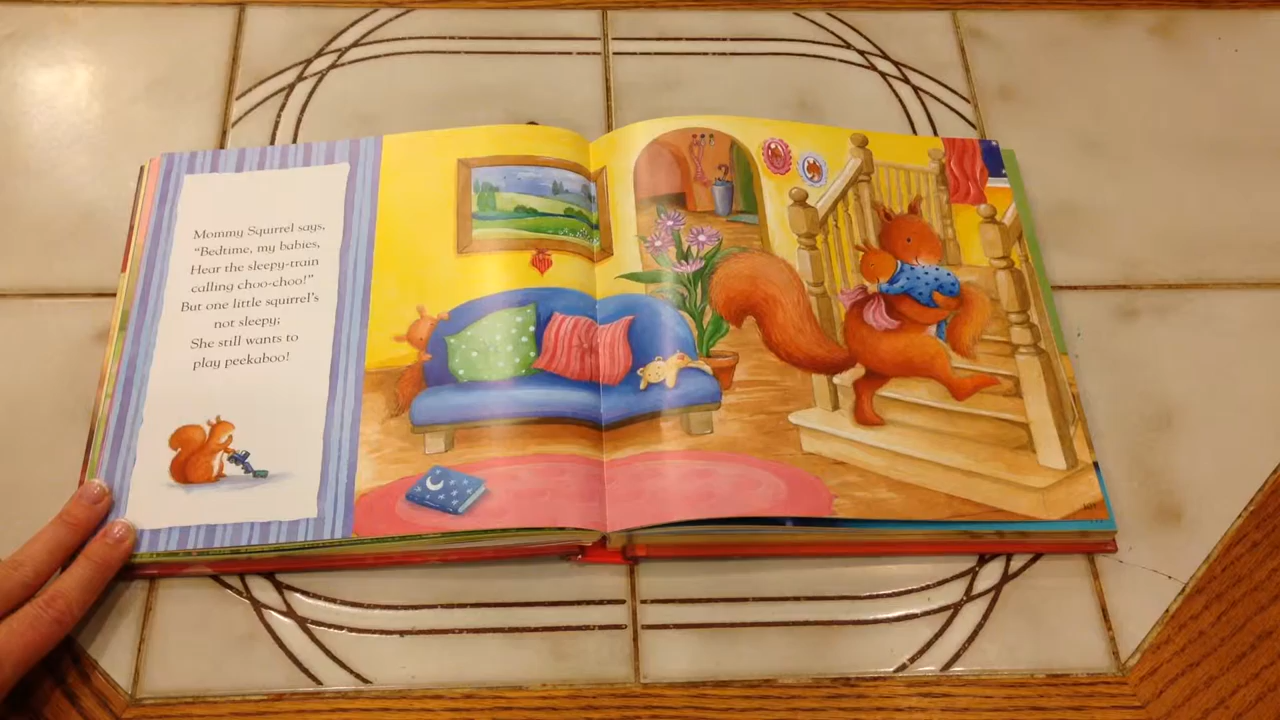 Mommy Squirrel says,
“Bedtime, my babies,
Hear the sleepy-train
calling choo-choo!”
But one little squirrel’s
not sleepy;
She still wants to
play peekaboo!